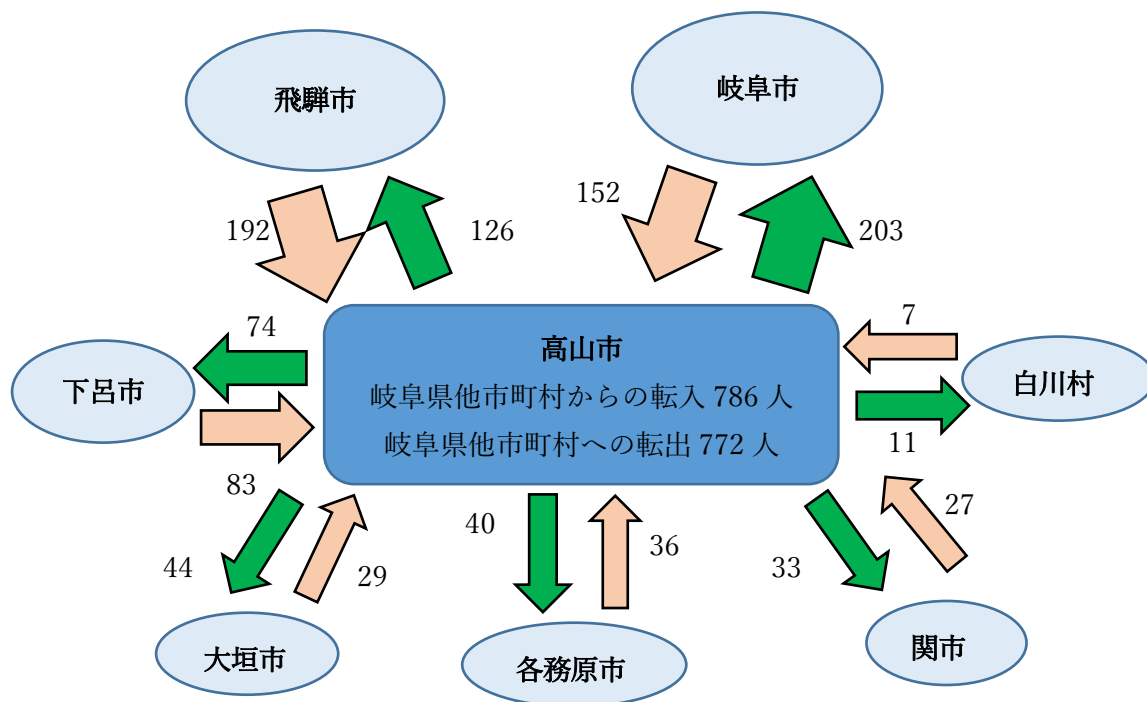 飛騨市
岐阜市
192
126
152
203
74
7
高山市
岐阜県他市町村からの転入 786 人
岐阜県他市町村への転出 772 人
下呂市
白川村
83
11
44
29
40
36
33
27
大垣市
各務原市
関市